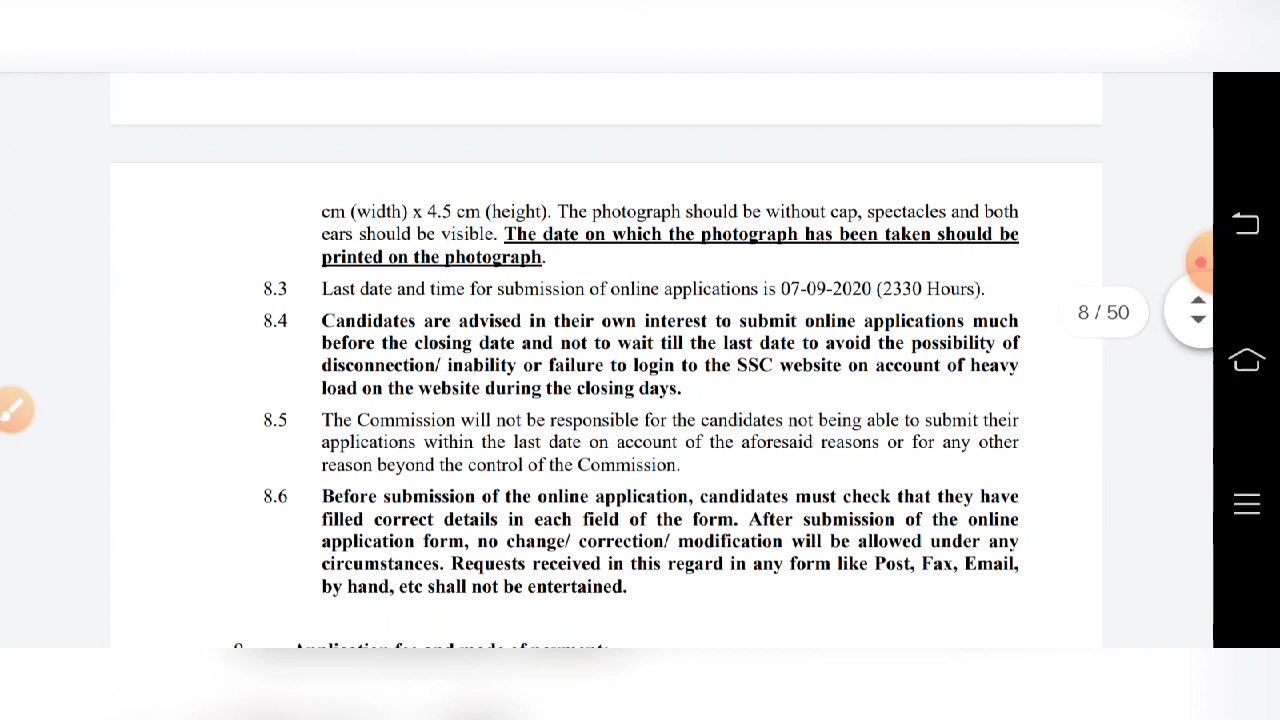 cm (width) x 4.5 cm (height). The photograph should be without cap, spectacles and both
ears should be visible. The date on which the photograph has been taken should be
printed on the photograph.
8.3 Last date and time for submission of online applications is 07-09-2020 (2330 Hours).
8.4 Candidates are advised in their own interest to submit online applications much
before the closing date and not to wait till the last date to avoid the possibility of
disconnection/ inability or failure to login to the SSC website on account of heavy
load on the website during the closing days.
8.5 The Commission will not be responsible for the candidates not being able to submit their
applications within the last date on account of the aforesaid reasons or for any other
reason beyond the control of the Commission.
8.6 Before submission of the online application, candidates must check that they have
filled correct details in each field of the form. After submission of the online
application form, no change/ correction/ modification will be allowed under any
circumstances. Requests received in this regard in any form like Post, Fax, Email,
by hand, etc shall not be entertained.
8 / 50